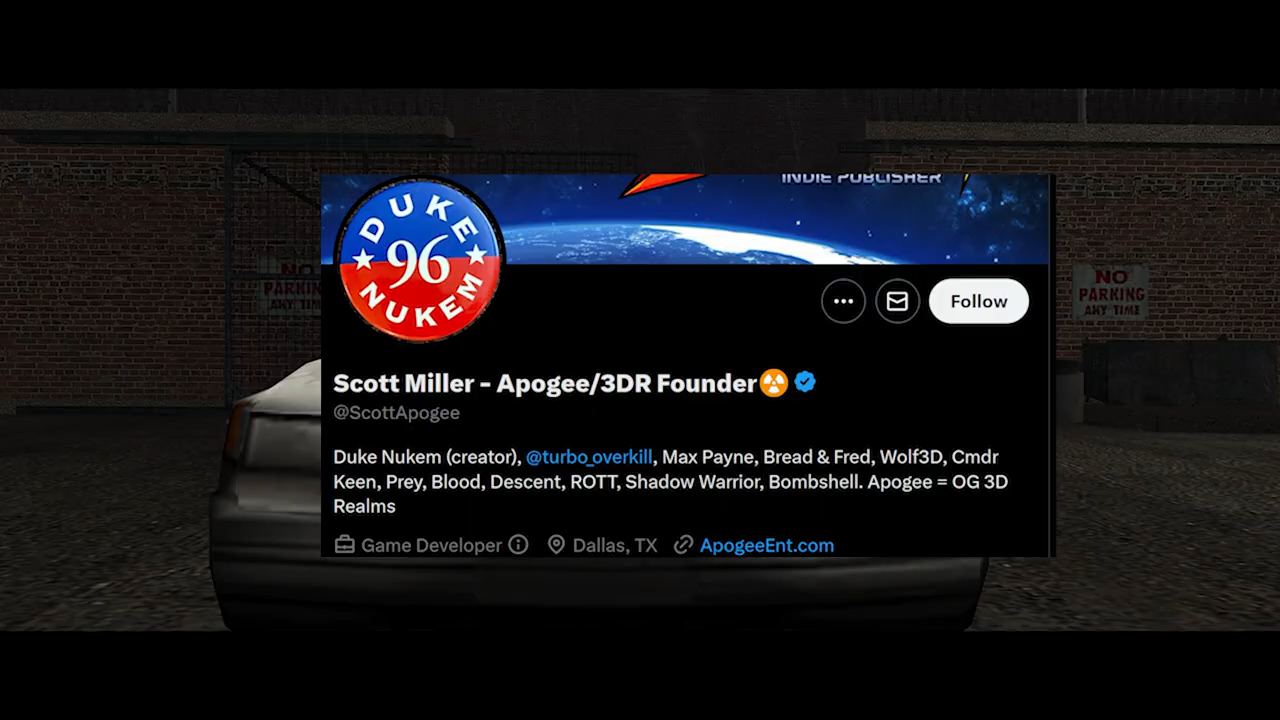 INDIE PUBLISHER
DUKE
96
NUKEM
NO
PARKING
ANY TIME
NO
PARKING
ANY TIME
Follow
Scott Miller – Apogee/3DR Founder
@ScottApogee
Duke Nukem (creator), @turbo_overkill, Max Payne, Bread & Fred, Wolf3D, Cmdr
Keen, Prey, Blood, Descent, ROTT, Shadow Warrior, Bombshell. Apogee = OG 3D
Realms
Game Developer Dallas, TX ApogeeEnt.com